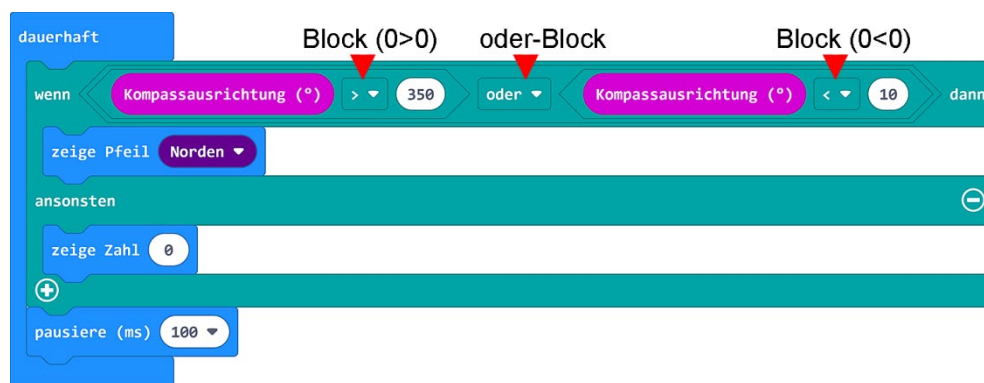 dauerhaft
Block (0>0) oder-Block Block (0<0)
wenn Kompassausrichtung (°) > 350 oder Kompassausrichtung (°) < 10 dann
zeige Pfeil Norden
ansonsten
zeige Zahl 0
pausiere (ms) 100